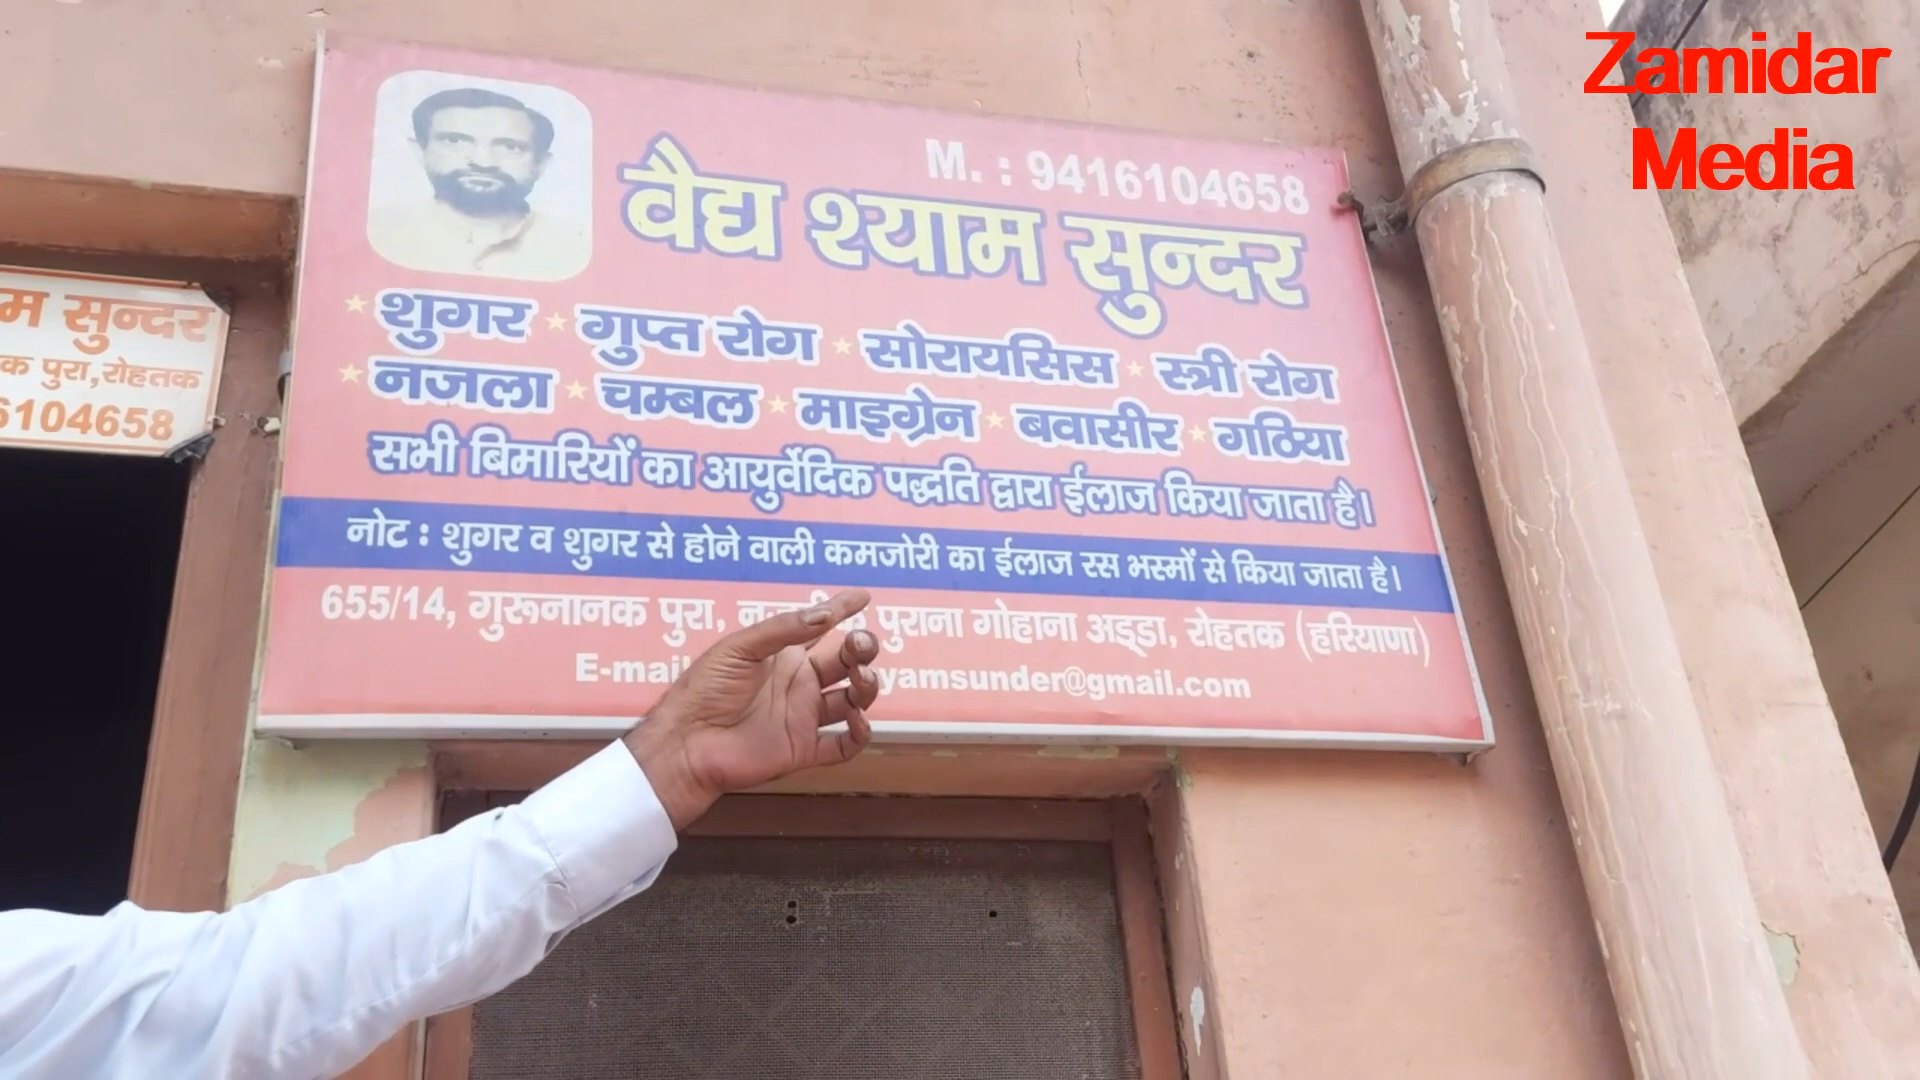 Zamidar
Media
M. : 9416104658
वैद्य श्याम सुन्दर
शुगर गुप्त रोग सोरायसिस स्त्री रोग
नजला चम्बल माइग्रेन बवासीर गठिया
सभी बिमारियों का आयुर्वेदिक पद्धति द्वारा ईलाज किया जाता है।
नोट : शुगर व शुगर से होने वाली कमजोरी का ईलाज रस भस्मों से किया जाता है।
655/14, गुरूनानक पुरा, पुराना गोहाना अड्डा, रोहतक (हरियाणा)
yamsunder@gmail.com
सुन्दर
पुरा, रोहतक
6104658